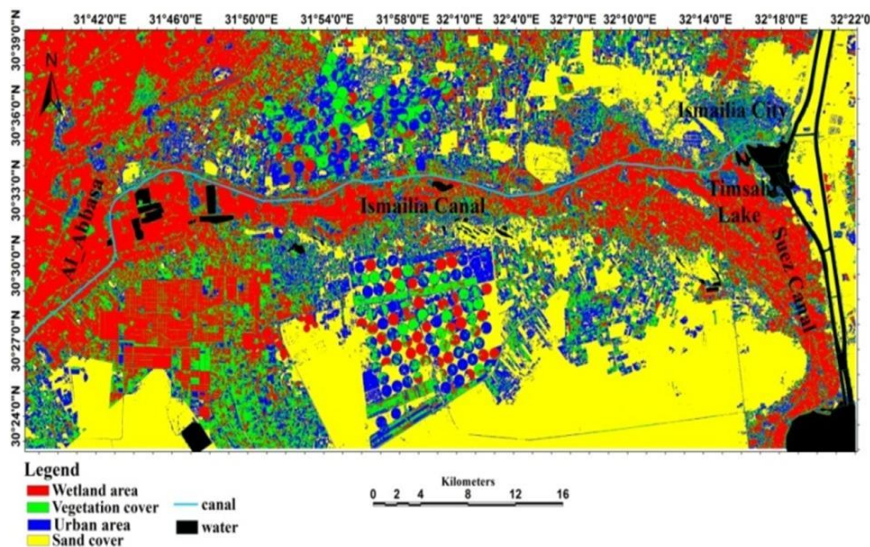 31°42'0"E 31°46'0"E 31°50'0"E 31°54'0"E 31°58'0"E 32°1'0"E 32°4'0"E 32°7'0"E 32°10'0"E 32°14'0"E 32°18'0"E 32°22'0"E
30°39'0"N
30°36'0"N
30°33'0"N
30°30'0"N
30°27'0"N
30°24'0"N
N
Ismailia City
Al_Abbasa
Ismailia Canal
Timsah
Lake
Suez Canal
Legend
Wetland area
Vegetation cover
Urban area
Sand cover
canal
water
Kilometers
0 2 4 8 12 16